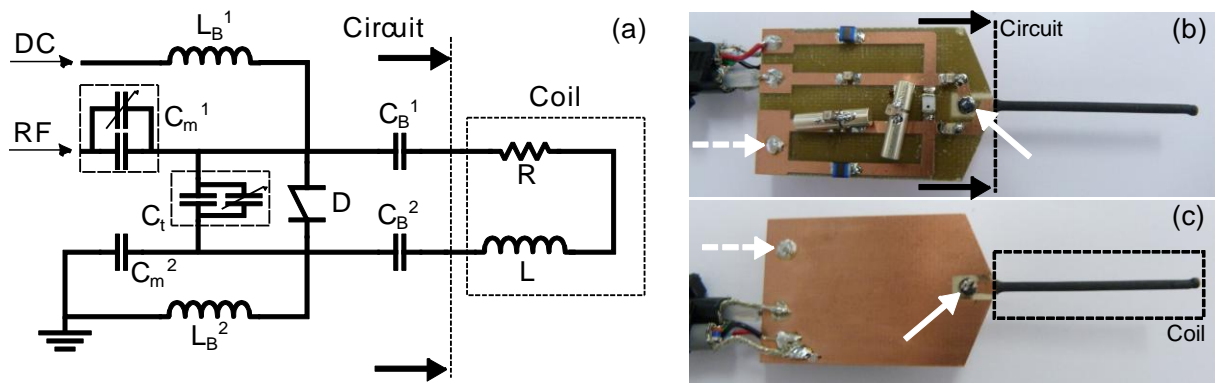 (a)
DC
L_B^1
Circuit
Coil
C_m^1
RF
C_B^1
R
C_t
D
C_B^2
L
C_m^2
L_B^2
(b)
Circuit
(c)
Coil